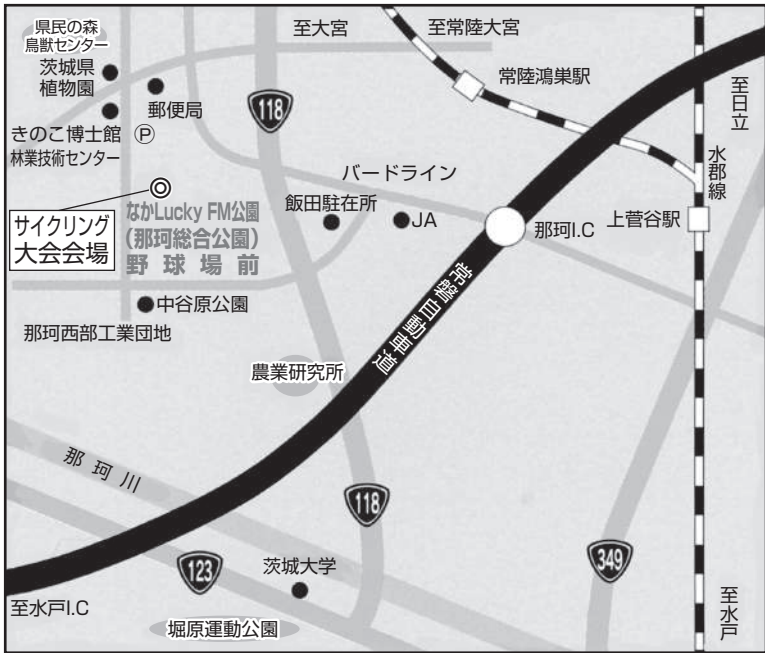 県民の森
鳥獣センター
茨城県
植物園
郵便局
きのこ博士館 Ⓟ
林業技術センター
至大宮
至常陸大宮
常陸鴻巣駅
至日立
水郡線
118
バードライン
飯田駐在所
JA
那珂I.C
上菅谷駅
サイクリング
大会会場
なかLucky FM公園
(那珂総合公園)
野球場前
中谷原公園
那珂西部工業団地
常磐自動車道
農業研究所
那珂川
118
123
349
茨城大学
至水戸I.C
堀原運動公園
至水戸